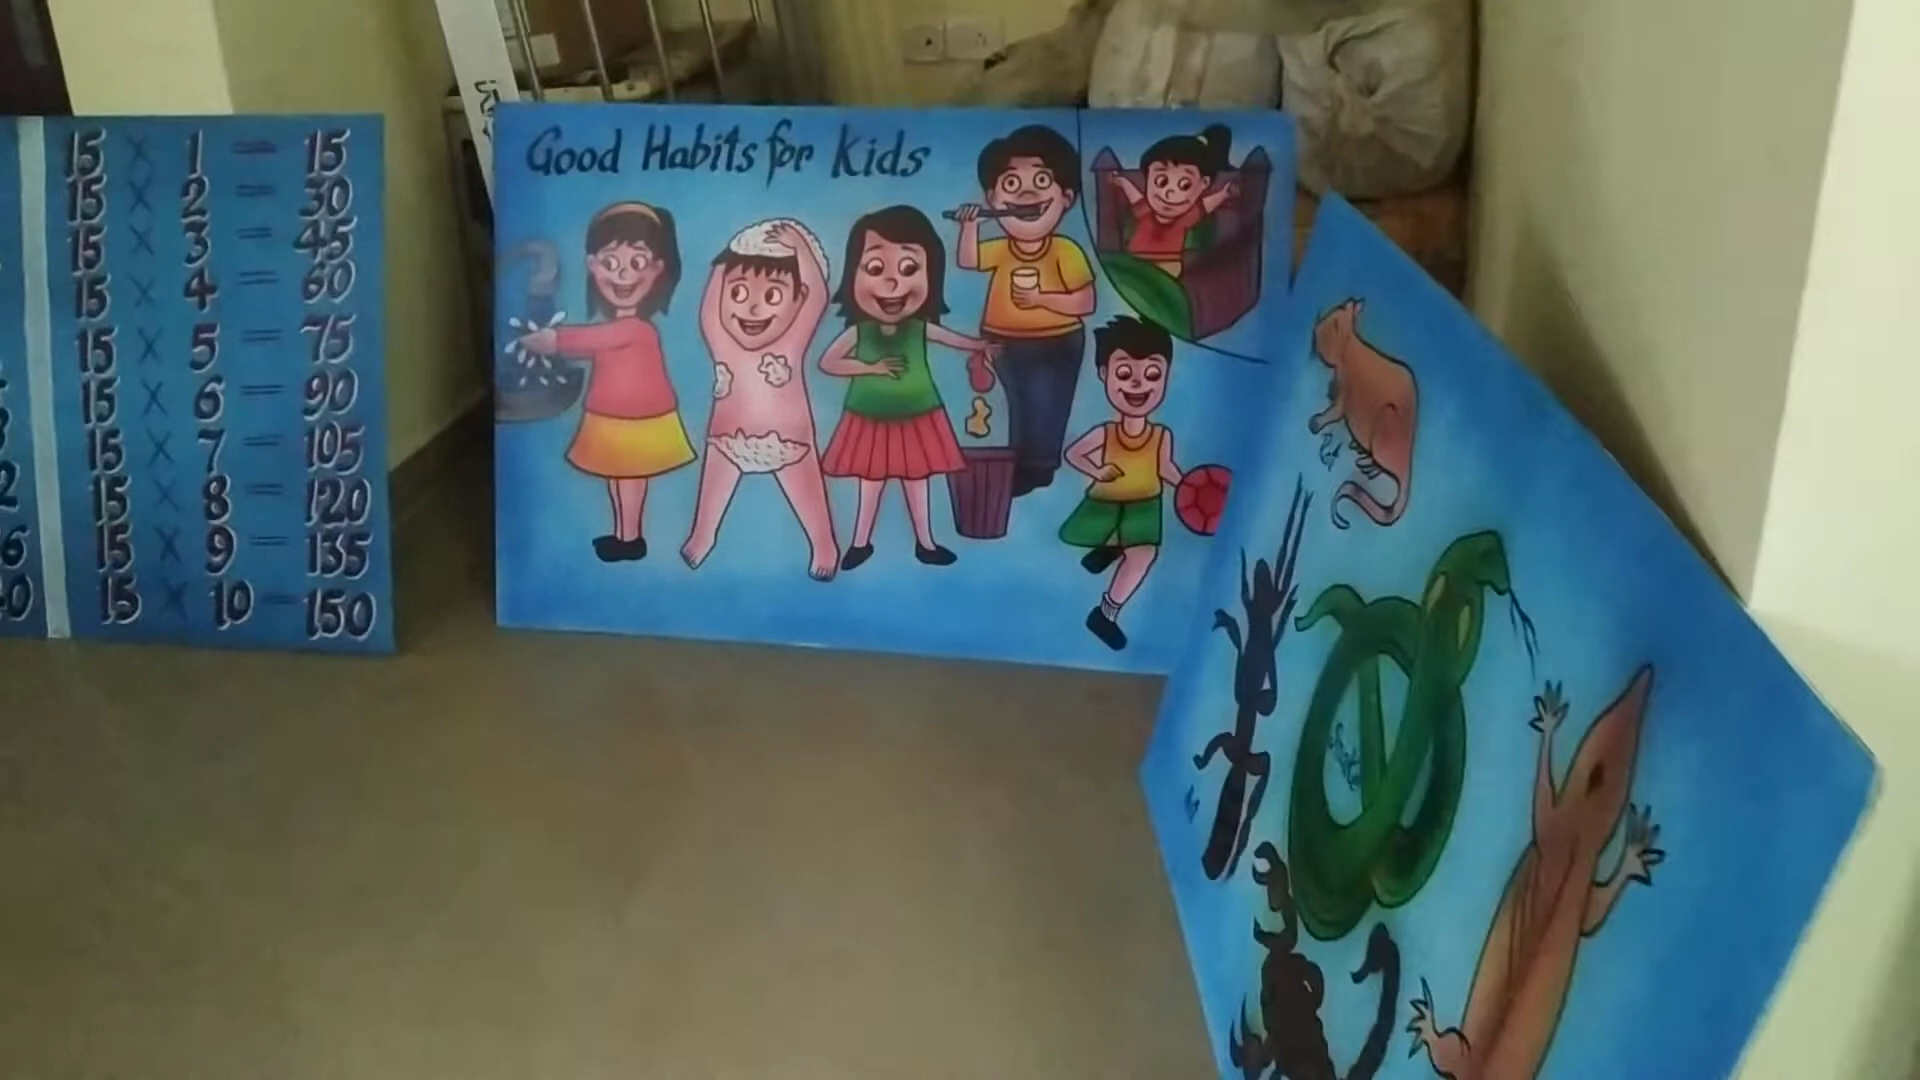 15 × 1 = 15
15 × 2 = 30
15 × 3 = 45
15 × 4 = 60
15 × 5 = 75
15 × 6 = 90
15 × 7 = 105
15 × 8 = 120
15 × 9 = 135
15 × 10 = 150
Good Habits for Kids